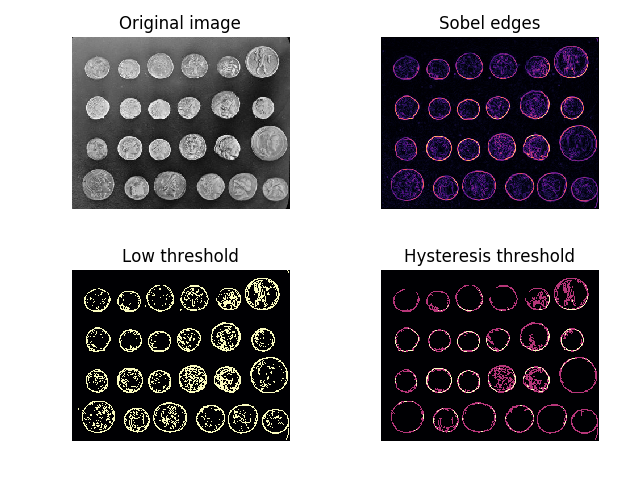 Original image
Sobel edges
Low threshold
Hysteresis threshold